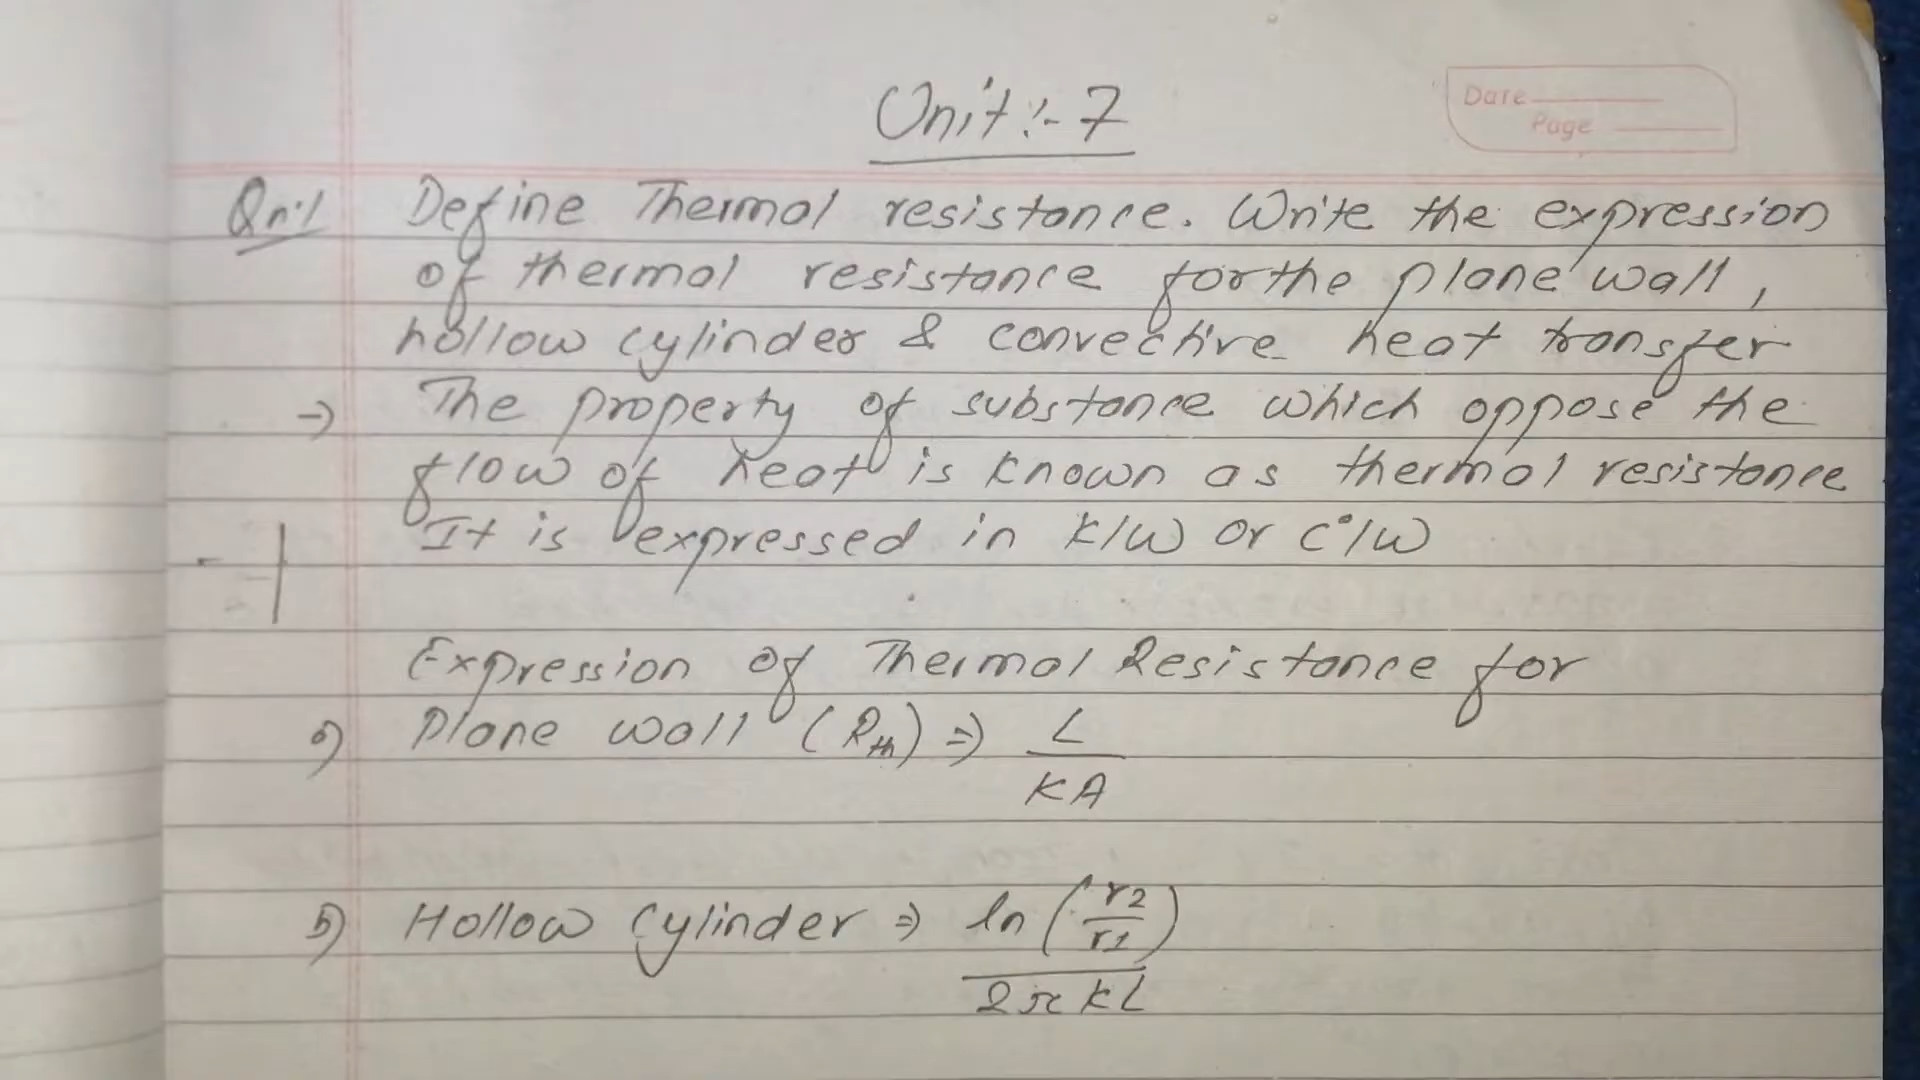 Unit :- 7
Date
Page
Qn.1 Define Thermal resistance. Write the expression
of thermal resistance for the plane wall,
hollow cylinder & convective heat transfer
→ The property of substance which oppose the
flow of heat is known as thermal resistance
It is expressed in K/W or C°/W
Expression of Thermal Resistance for
a) Plane wall (Rth) ⇒ L
KA
b) Hollow Cylinder ⇒ ln (r2/r1)
2π KL